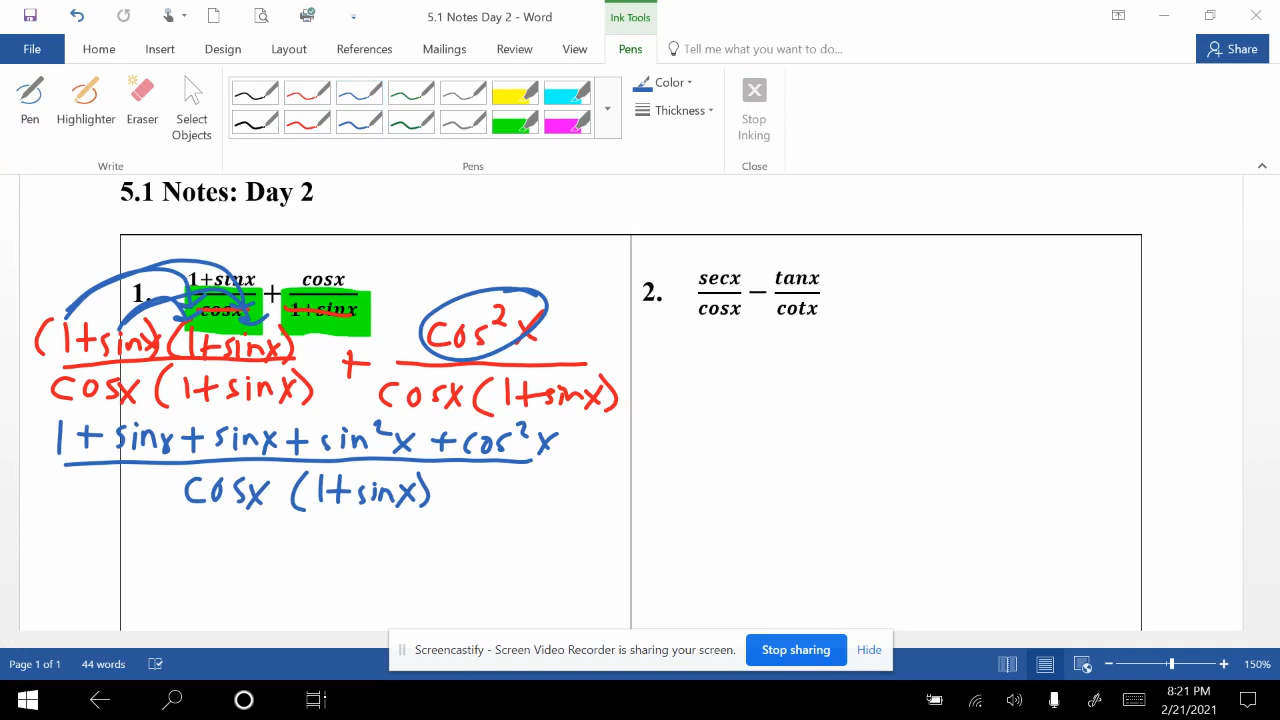 5.1 Notes Day 2 - Word
Ink Tools
File Home Insert Design Layout References Mailings Review View Pens Tell me what you want to do... Share
Pen Highlighter Eraser Select Objects
Color
Thickness
Stop Inking
Write Pens Close
5.1 Notes: Day 2
1. (1+sinx)/cosx + cosx/(1+sinx)
(1+sinx)(1+sinx) + cos²x
cosx(1+sinx) cosx(1+sinx)
1 + sinx + sinx + sin²x + cos²x
cosx (1+sinx)
2. secx/cosx − tanx/cotx
Screencastify - Screen Video Recorder is sharing your screen. Stop sharing Hide
Page 1 of 1 44 words 150%
8:21 PM
2/21/2021